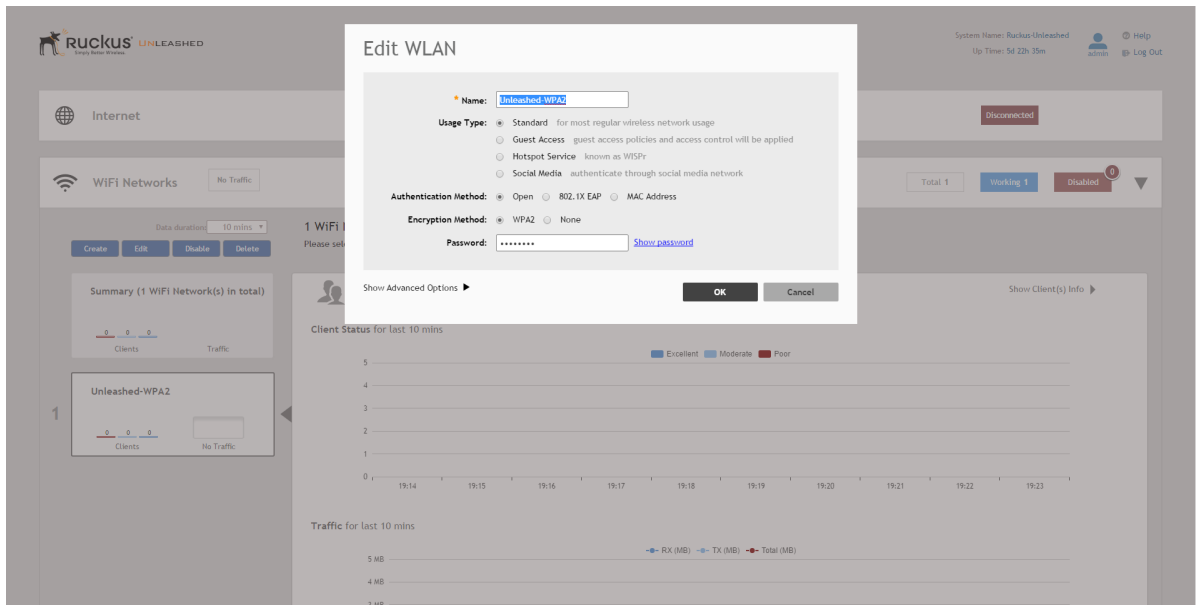 RUCKUS UNLEASHED
Simply Better Wireless.
System Name: Ruckus-Unleashed
Up Time: 5d 22h 35m
admin
Help
Log Out
Internet
Disconnected
WiFi Networks
No Traffic
Total 1
Working 1
Disabled
0
Data duration: 10 mins
Create Edit Disable Delete
1 WiFi
Please sel
Edit WLAN
* Name: Unleashed-WPA2
Usage Type: Standard for most regular wireless network usage
Guest Access guest access policies and access control will be applied
Hotspot Service known as WISPr
Social Media authenticate through social media network
Authentication Method: Open 802.1X EAP MAC Address
Encryption Method: WPA2 None
Password: •••••••• Show password
Show Advanced Options
OK Cancel
Summary (1 WiFi Network(s) in total)
0 0 0
Clients Traffic
1
Unleashed-WPA2
0 0 0
Clients No Traffic
Show Client(s) Info
Client Status for last 10 mins
Excellent Moderate Poor
5
4
3
2
1
0
19:14 19:15 19:16 19:17 19:18 19:19 19:20 19:21 19:22 19:23
Traffic for last 10 mins
RX (MB) TX (MB) Total (MB)
5 MB
4 MB
3 MB